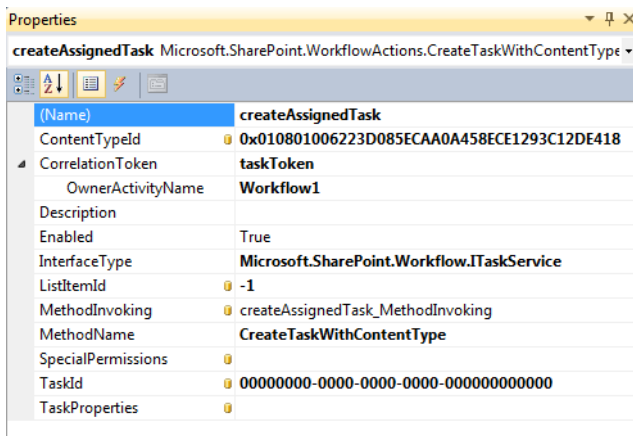 Properties
createAssignedTask Microsoft.SharePoint.WorkflowActions.CreateTaskWithContentType
(Name) createAssignedTask
ContentTypeId 0x010801006223D085ECAA0A458ECE1293C12DE418
CorrelationToken taskToken
OwnerActivityName Workflow1
Description
Enabled True
InterfaceType Microsoft.SharePoint.Workflow.ITaskService
ListItemId -1
MethodInvoking createAssignedTask_MethodInvoking
MethodName CreateTaskWithContentType
SpecialPermissions
TaskId 00000000-0000-0000-0000-000000000000
TaskProperties